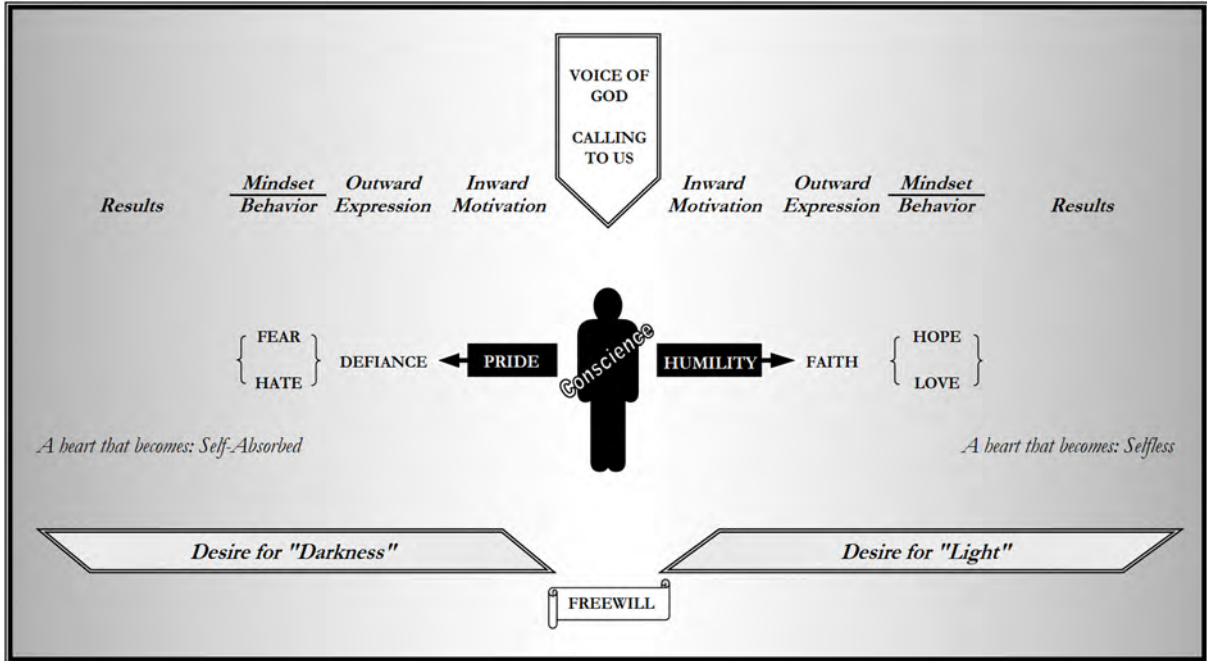 VOICE OF
GOD
CALLING
TO US
Results
Mindset
Behavior
Outward
Expression
Inward
Motivation
Inward
Motivation
Outward
Expression
Mindset
Behavior
Results
FEAR
HATE
DEFIANCE
PRIDE
Conscience
HUMILITY
FAITH
HOPE
LOVE
A heart that becomes: Self-Absorbed
A heart that becomes: Selfless
Desire for "Darkness"
Desire for "Light"
FREEWILL